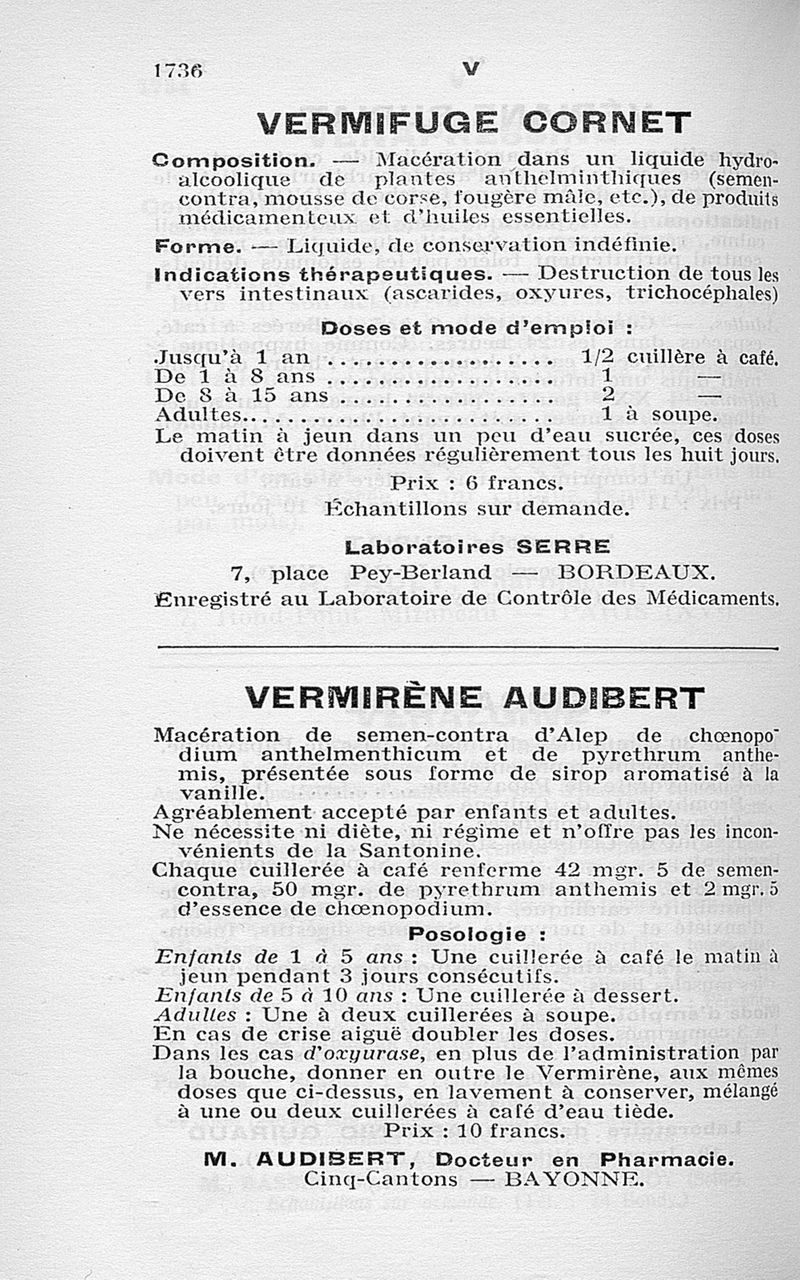 1736
V
VERMIFUGE CORNET
Composition. — Macération dans un liquide hydro-
alcoolique de plantes anthelminthiques (semen-
contra, mousse de corse, fougère mâle, etc.), de produits
médicamenteux et d'huiles essentielles.
Forme. — Liquide, de conservation indéfinie.
Indications thérapeutiques. — Destruction de tous les
vers intestinaux (ascarides, oxyures, trichocéphales)
Doses et mode d'emploi :
Jusqu'à 1 an .................. 1/2 cuillère à café.
De 1 à 8 ans .................. 1 —
De 8 à 15 ans ................. 2 —
Adultes........................ 1 à soupe.
Le matin à jeun dans un peu d'eau sucrée, ces doses
doivent être données régulièrement tous les huit jours.
Prix : 6 francs.
Échantillons sur demande.
Laboratoires SERRE
7, place Pey-Berland — BORDEAUX.
Enregistré au Laboratoire de Contrôle des Médicaments.
VERMIRÈNE AUDIBERT
Macération de semen-contra d'Alep de chœnopo-
dium anthelmenthicum et de pyrethrum anthe-
mis, présentée sous forme de sirop aromatisé à la
vanille.
Agréablement accepté par enfants et adultes.
Ne nécessite ni diète, ni régime et n'offre pas les incon-
vénients de la Santonine.
Chaque cuillerée à café renferme 42 mgr. 5 de semen-
contra, 50 mgr. de pyrethrum anthemis et 2 mgr. 5
d'essence de chœnopodium.
Posologie :
Enfants de 1 à 5 ans : Une cuillerée à café le matin à
jeun pendant 3 jours consécutifs.
Enfants de 5 à 10 ans : Une cuillerée à dessert.
Adultes : Une à deux cuillerées à soupe.
En cas de crise aiguë doubler les doses.
Dans les cas d'oxyurase, en plus de l'administration par
la bouche, donner en outre le Vermirène, aux mêmes
doses que ci-dessus, en lavement à conserver, mélangé
à une ou deux cuillerées à café d'eau tiède.
Prix : 10 francs.
M. AUDIBERT, Docteur en Pharmacie.
Cinq-Cantons — BAYONNE.